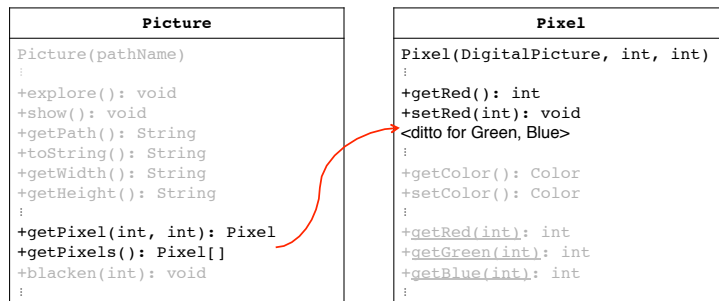 Picture
Picture(pathName)
⋮
+explore(): void
+show(): void
+getPath(): String
+toString(): String
+getWidth(): String
+getHeight(): String
⋮
+getPixel(int, int): Pixel
+getPixels(): Pixel[]
+blacken(int): void
⋮
Pixel
Pixel(DigitalPicture, int, int)
⋮
+getRed(): int
+setRed(int): void
<ditto for Green, Blue>
⋮
+getColor(): Color
+setColor(): Color
⋮
+getRed(int): int
+getGreen(int): int
+getBlue(int): int
⋮